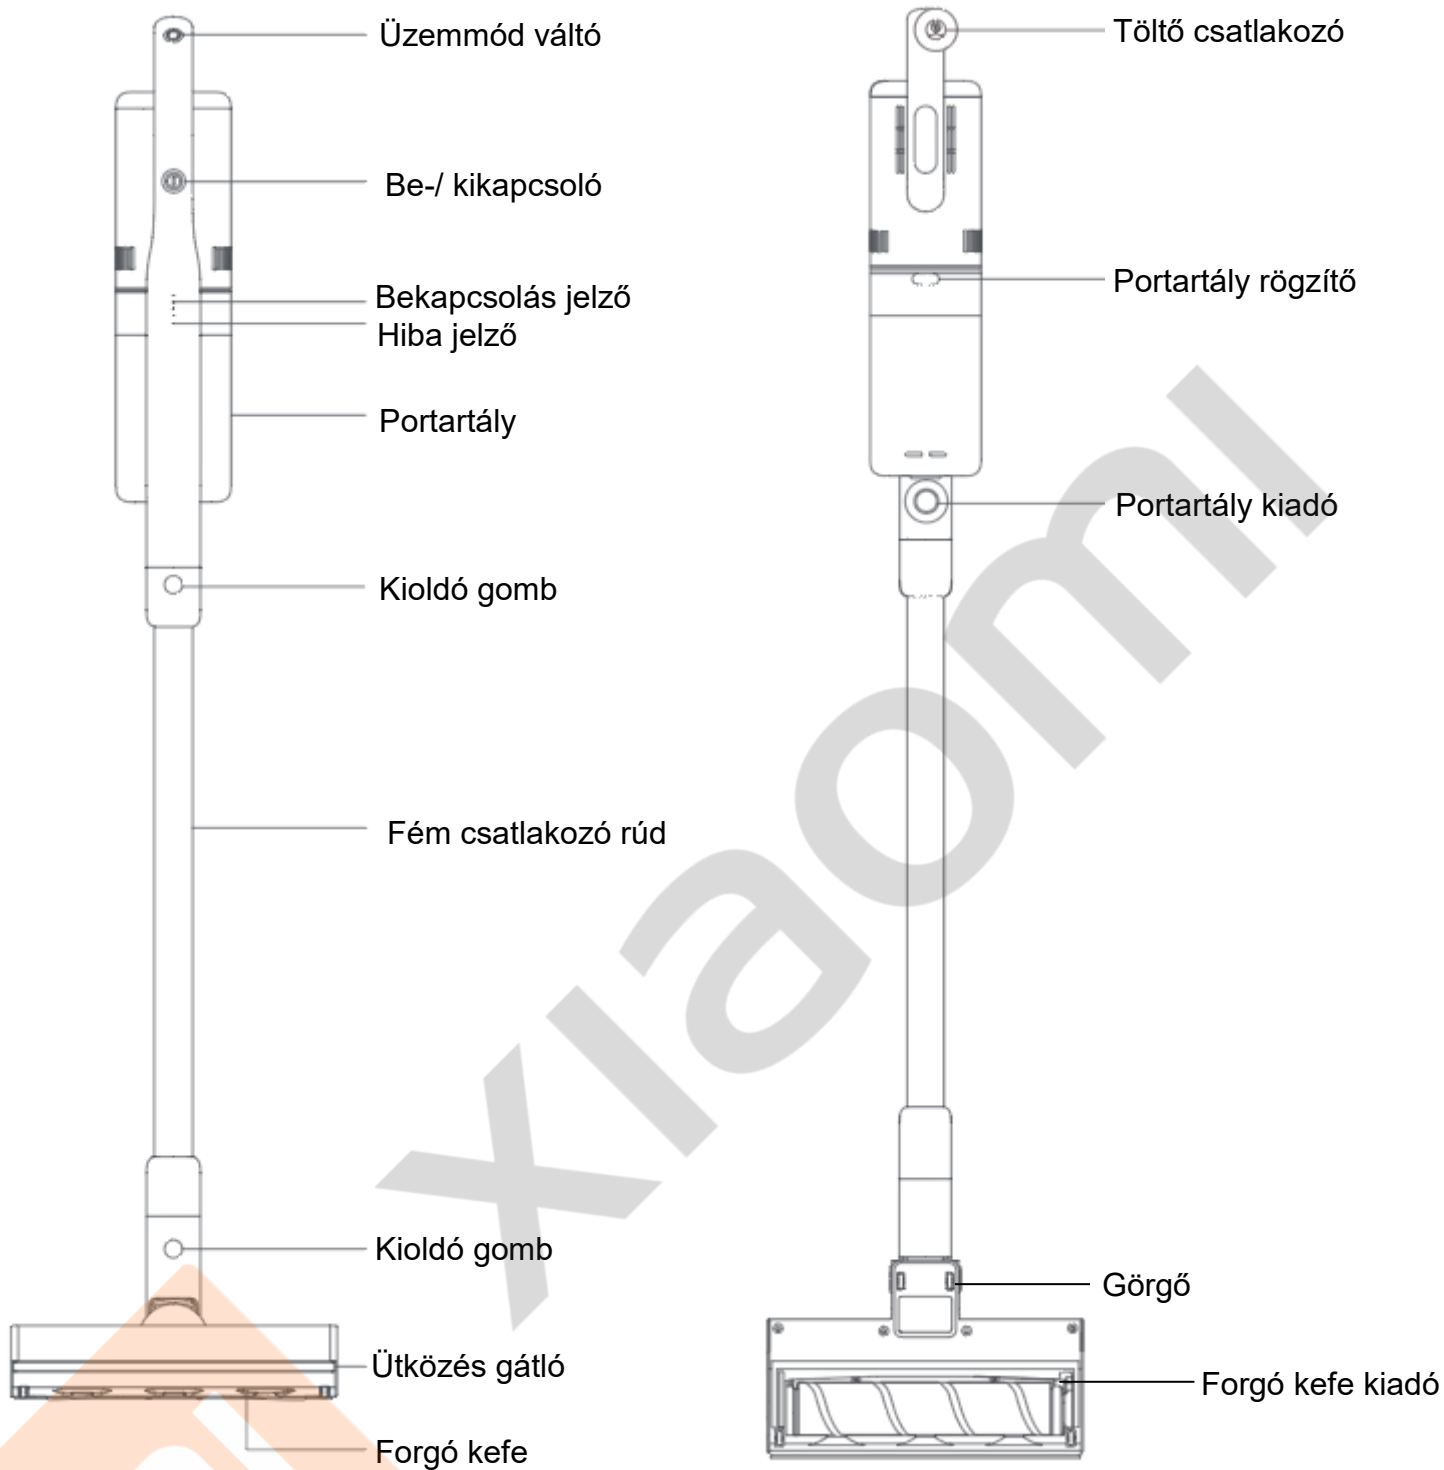 Üzemmód váltó
Be-/ kikapcsoló
Bekapcsolás jelző
Hiba jelző
Portartály
Kioldó gomb
Fém csatlakozó rúd
Kioldó gomb
Ütközés gátló
Forgó kefe
Töltő csatlakozó
Portartály rögzítő
Portartály kiadó
Görgő
Forgó kefe kiadó
xiaomi